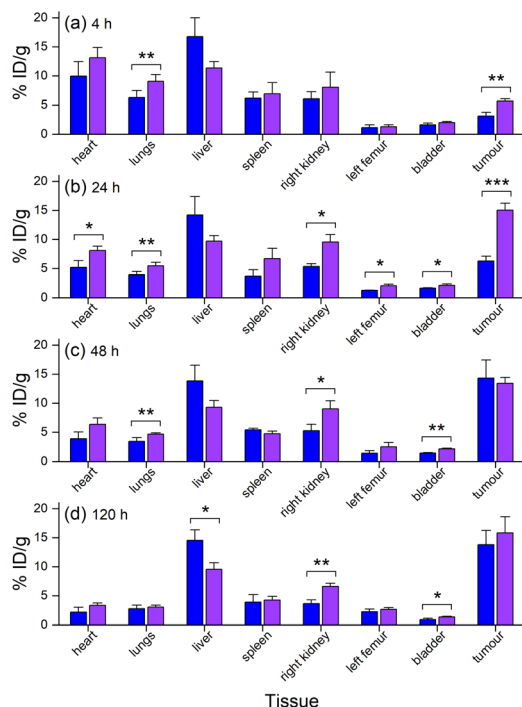 (a) 4 h
% ID/g
20
15
10
5
0
**
**
heart
lungs
liver
spleen
right kidney
left femur
bladder
tumour
(b) 24 h
% ID/g
20
15
10
5
0
*
**
*
*
*
***
heart
lungs
liver
spleen
right kidney
left femur
bladder
tumour
(c) 48 h
% ID/g
20
15
10
5
0
**
*
**
heart
lungs
liver
spleen
right kidney
left femur
bladder
tumour
(d) 120 h
% ID/g
20
15
10
5
0
*
**
*
heart
lungs
liver
spleen
right kidney
left femur
bladder
tumour
Tissue